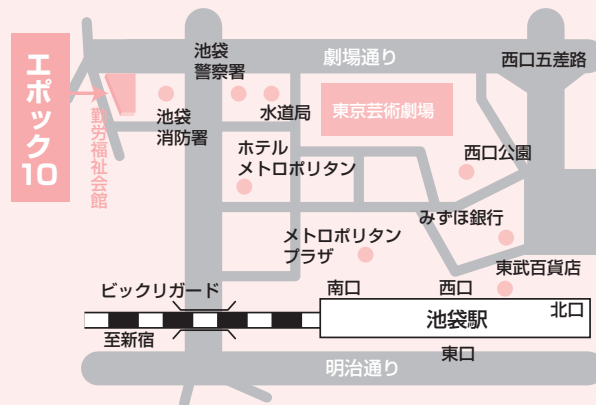 エポック
10
勤労福祉会館
池袋
警察署
劇場通り
西口五差路
池袋
消防署
水道局
東京芸術劇場
ホテル
メトロポリタン
西口公園
みずほ銀行
メトロポリタン
プラザ
東武百貨店
ビックリガード
南口
西口
北口
池袋駅
至新宿
東口
明治通り